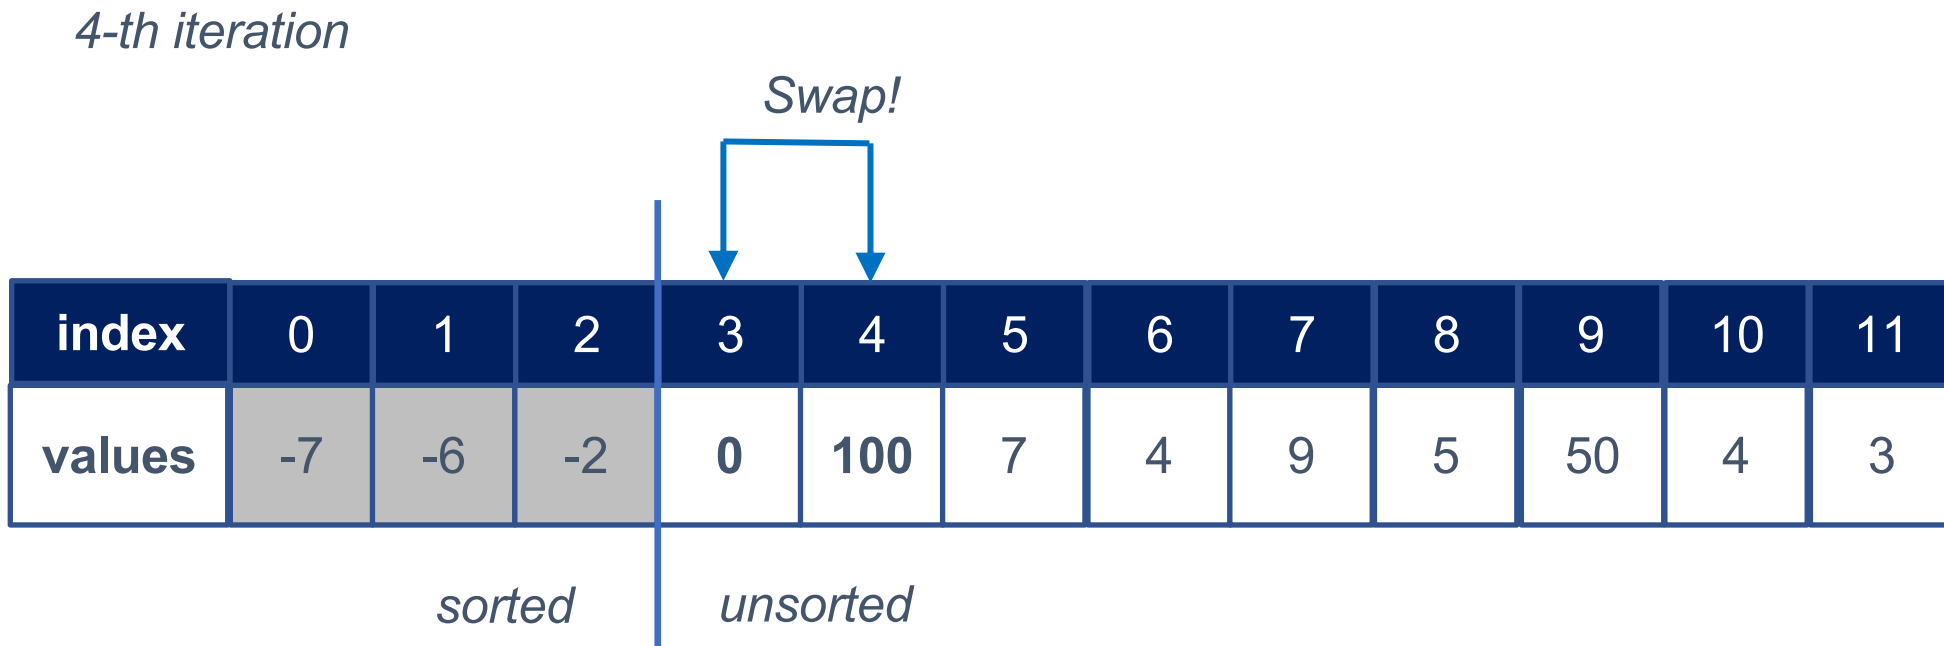 4-th iteration
Swap!
index 0 1 2 3 4 5 6 7 8 9 10 11
values -7 -6 -2 0 100 7 4 9 5 50 4 3
sorted unsorted